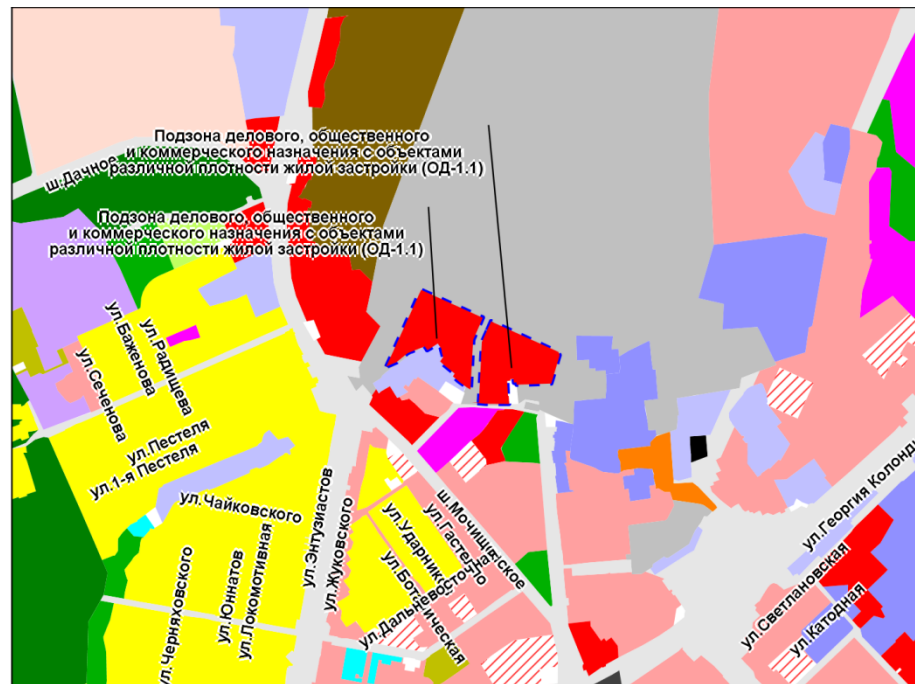 Подзона делового, общественного
и коммерческого назначения с объектами
различной плотности жилой застройки (ОД-1.1)
ш.Дачное
Подзона делового, общественного
и коммерческого назначения с объектами
различной плотности жилой застройки (ОД-1.1)
ул.Радищева
ул.Баженова
ул.Сеченова
ул.Пестеля
ул.1-я Пестеля
ул.Чайковского
ул.Энтузиастов
ул.Жуковского
ул.Гастелло
ш.Мочищенское
ул.Ботаническая
ул.Дальневосточная
ул.Черняховского
ул.Юннатов
ул.Локомотивная
ул.Георгия
ул.Светлановская
ул.Катодная